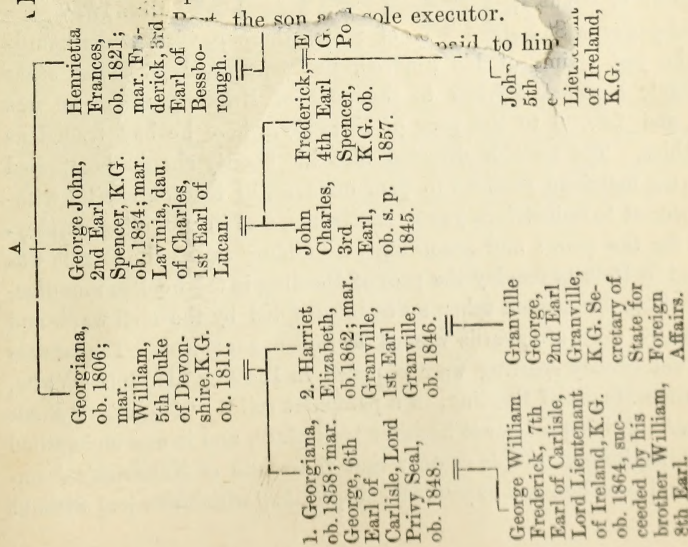 the son and sole executor.
paid to him
A
Georgiana,
ob. 1806;
mar.
William,
5th Duke
of Devon-
shire, K.G.
ob. 1811.
George John,
2nd Earl
Spencer, K.G.
ob. 1834; mar.
Lavinia, dau.
of Charles,
1st Earl of
Lucan.
Henrietta
Frances,
ob. 1821;
mar.
derick, 3rd
Earl of
Bessbo-
rough.
1. Georgiana,
ob. 1858; mar.
George, 6th
Earl of
Carlisle, Lord
Privy Seal,
ob. 1848.
2. Harriet
Elizabeth,
ob. 1862; mar.
Granville,
1st Earl
Granville,
ob. 1846.
John
Charles,
3rd
Earl,
ob. s. p.
1845.
Frederick,
4th Earl
Spencer,
K.G. ob.
1857.
E
G.
Po
George William
Frederick, 7th
Earl of Carlisle,
Lord Lieutenant
of Ireland, K.G.
ob. 1864, suc-
ceeded by his
brother William,
8th Earl.
Granville
George,
2nd Earl
Granville,
K.G. Se-
cretary of
State for
Foreign
Affairs.
John
5th
of Ireland,
K.G.